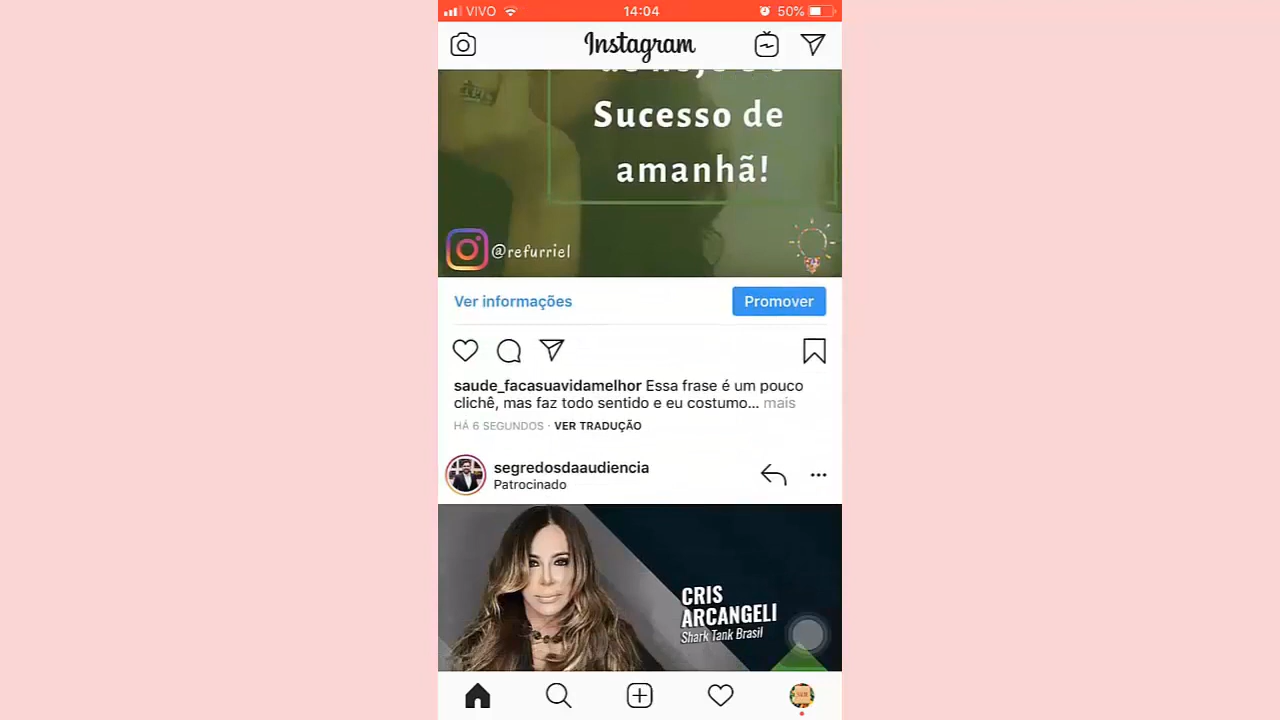 VIVO 14:04 50%
Instagram
Sucesso de
amanhã!
@refurriel
Ver informações Promover
saude_facasuavidamelhor Essa frase é um pouco
clichê, mas faz todo sentido e eu costumo... mais
HÁ 6 SEGUNDOS · VER TRADUÇÃO
segredosdaaudiencia
Patrocinado
CRIS
ARCANGELI
Shark Tank Brasil